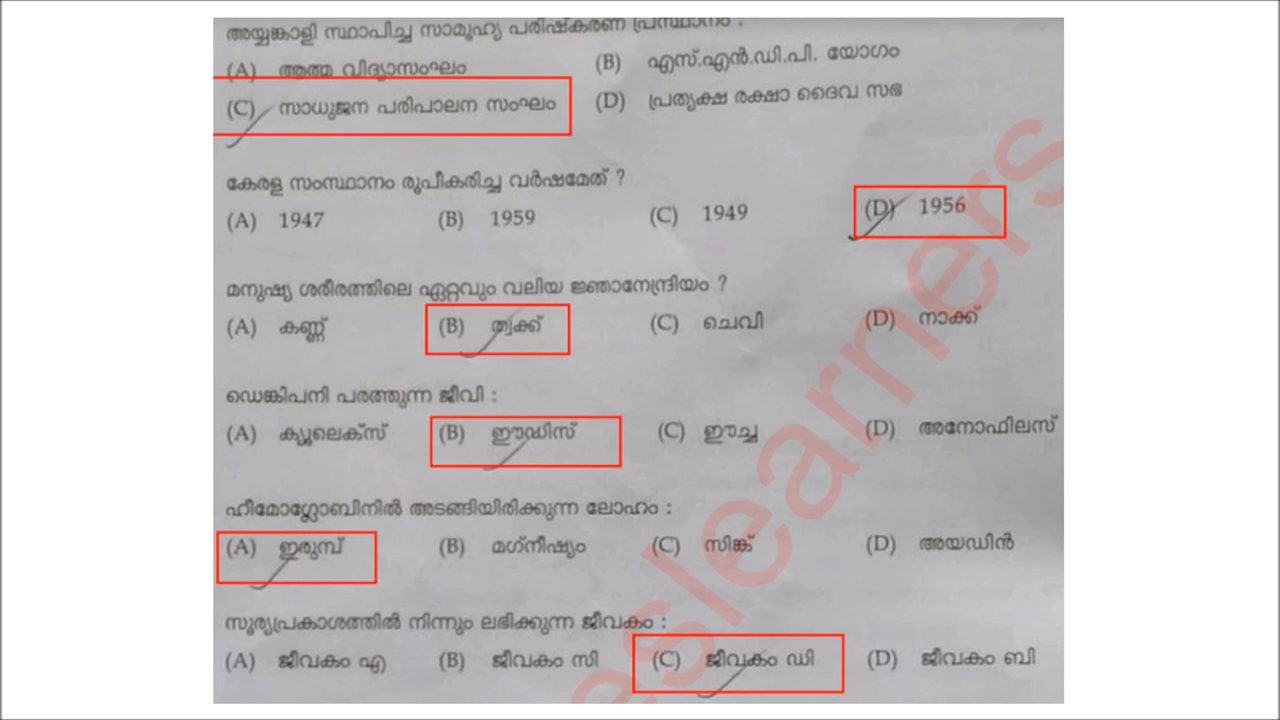 അയ്യങ്കാളി സ്ഥാപിച്ച സാമൂഹ്യ പരിഷ്കരണ പ്രസ്ഥാനം :
(A) ആത്മ വിദ്യാസംഘം (B) എസ്.എൻ.ഡി.പി. യോഗം
(C) സാധുജന പരിപാലന സംഘം (D) പ്രത്യക്ഷ രക്ഷാ ദൈവ സഭ
കേരള സംസ്ഥാനം രൂപീകരിച്ച വർഷമേത് ?
(A) 1947 (B) 1959 (C) 1949 (D) 1956
മനുഷ്യ ശരീരത്തിലെ ഏറ്റവും വലിയ ജ്ഞാനേന്ദ്രിയം ?
(A) കണ്ണ് (B) ത്വക്ക് (C) ചെവി (D) നാക്ക്
ഡെങ്കിപനി പരത്തുന്ന ജീവി :
(A) ക്യൂലെക്സ് (B) ഈഡിസ് (C) ഈച്ച (D) അനോഫിലസ്
ഹീമോഗ്ലോബിനിൽ അടങ്ങിയിരിക്കുന്ന ലോഹം :
(A) ഇരുമ്പ് (B) മഗ്നീഷ്യം (C) സിങ്ക് (D) അയഡിൻ
സൂര്യപ്രകാശത്തിൽ നിന്നും ലഭിക്കുന്ന ജീവകം :
(A) ജീവകം എ (B) ജീവകം സി (C) ജീവകം ഡി (D) ജീവകം ബി
eslearners